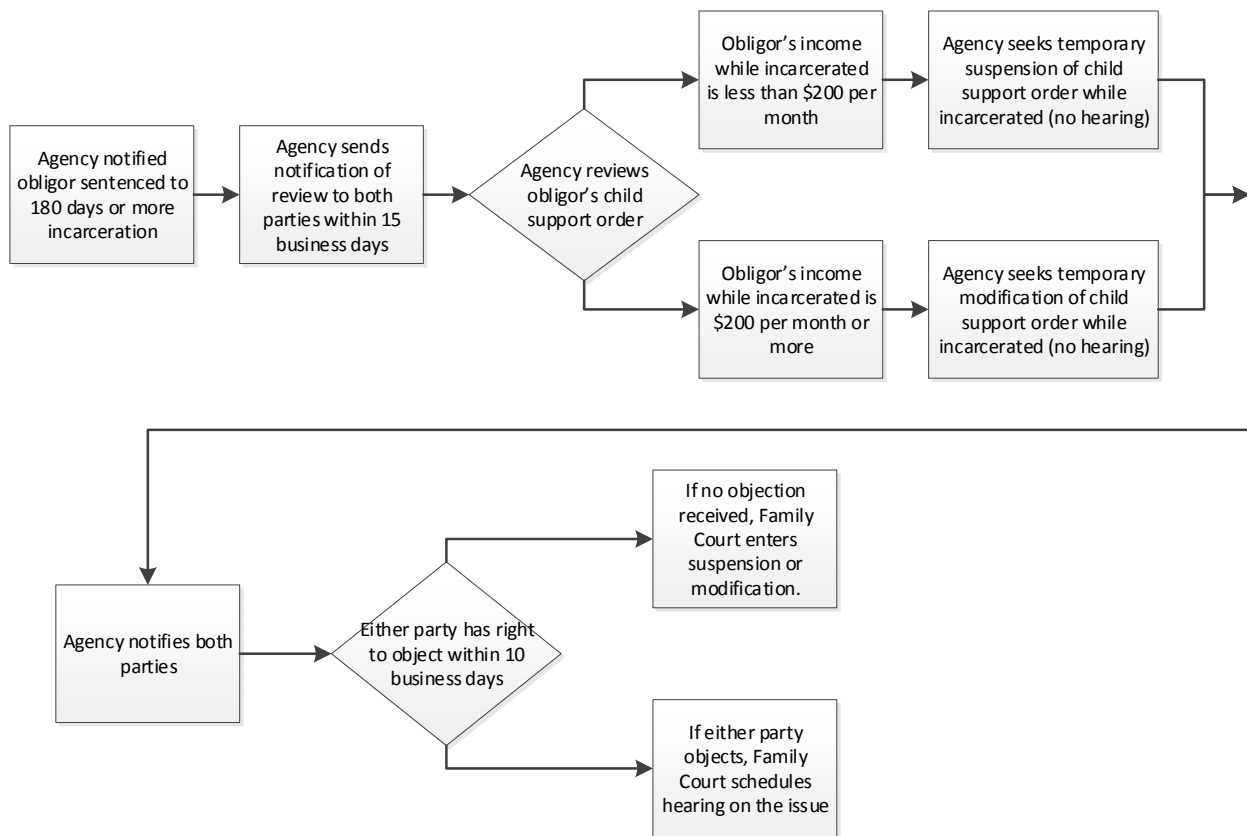 Agency notified
obligor sentenced to
180 days or more
incarceration
Agency sends
notification of
review to both
parties within 15
business days
Agency reviews
obligor’s child
support order
Obligor’s income
while incarcerated
is less than $200 per
month
Agency seeks temporary
suspension of child
support order while
incarcerated (no hearing)
Obligor’s income
while incarcerated is
$200 per month or
more
Agency seeks temporary
modification of child
support order while
incarcerated (no hearing)
Agency notifies both
parties
Either party has right
to object within 10
business days
If no objection
received, Family
Court enters
suspension or
modification.
If either party
objects, Family
Court schedules
hearing on the issue